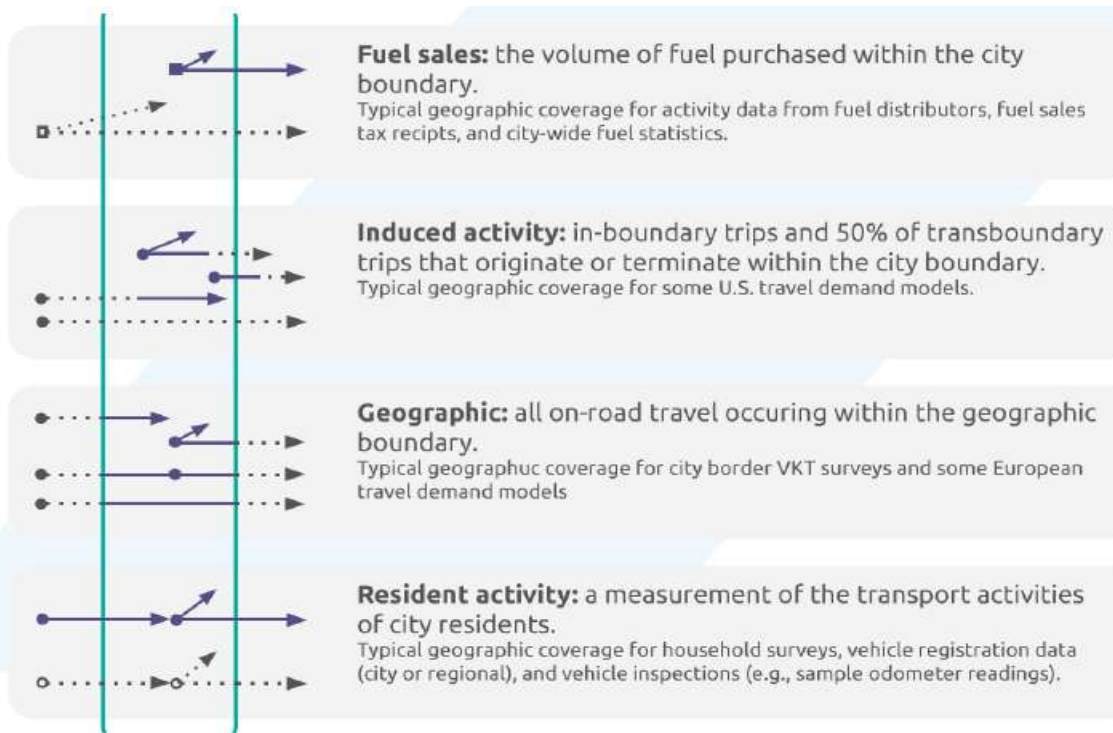 Fuel sales: the volume of fuel purchased within the city
boundary.
Typical geographic coverage for activity data from fuel distributors, fuel sales
tax recipts, and city-wide fuel statistics.
Induced activity: in-boundary trips and 50% of transboundary
trips that originate or terminate within the city boundary.
Typical geographic coverage for some U.S. travel demand models.
Geographic: all on-road travel occuring within the geographic
boundary.
Typical geographuc coverage for city border VKT surveys and some European
travel demand models
Resident activity: a measurement of the transport activities
of city residents.
Typical geographic coverage for household surveys, vehicle registration data
(city or regional), and vehicle inspections (e.g., sample odometer readings).